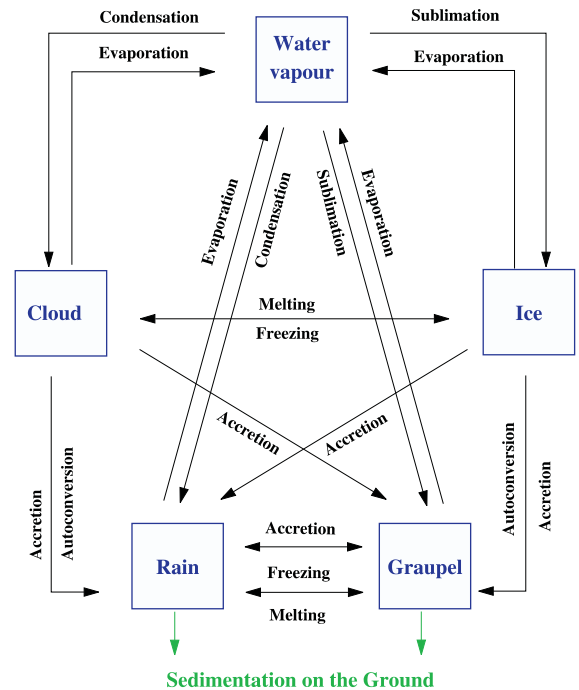 Condensation
Sublimation
Water
vapour
Evaporation
Evaporation
Evaporation
Condensation
Sublimation
Evaporation
Cloud
Melting
Freezing
Ice
Accretion
Accretion
Accretion
Autoconversion
Autoconversion
Accretion
Rain
Accretion
Freezing
Melting
Graupel
Sedimentation on the Ground